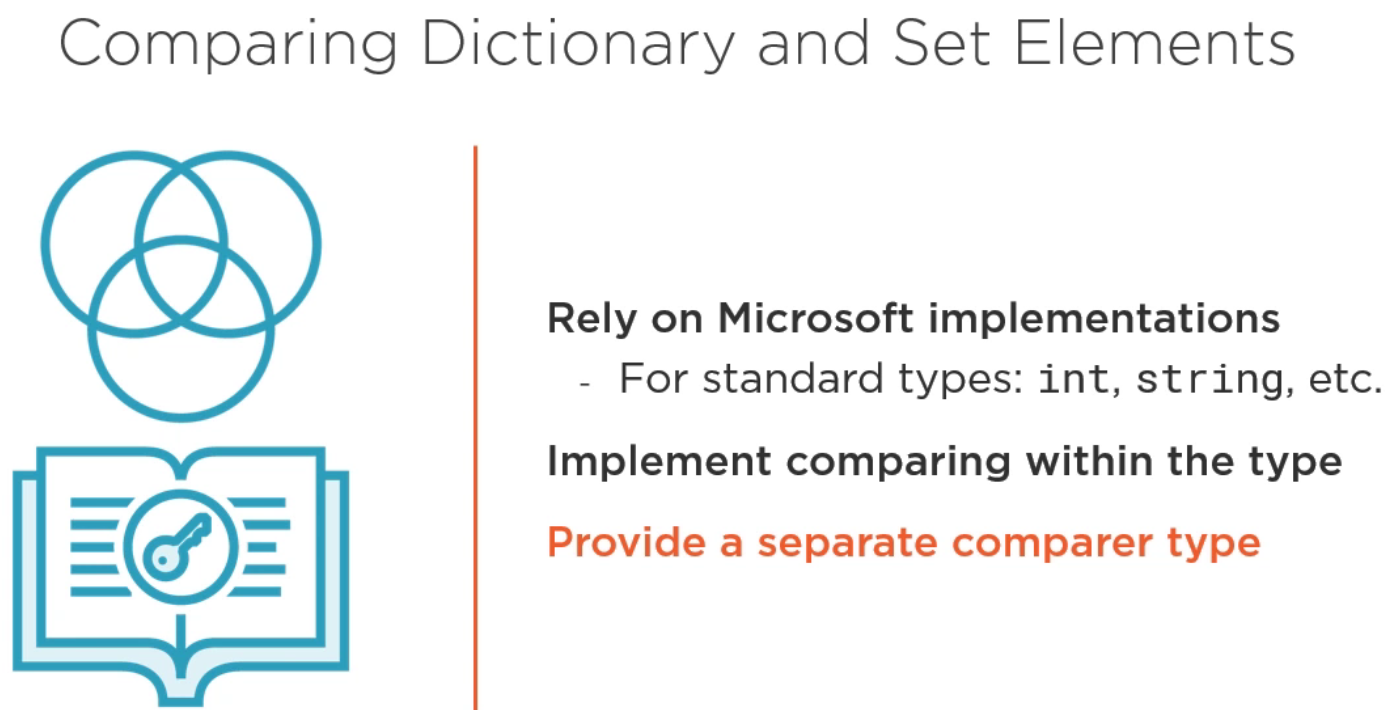 Comparing Dictionary and Set Elements
Rely on Microsoft implementations
- For standard types: int, string, etc.
Implement comparing within the type
Provide a separate comparer type